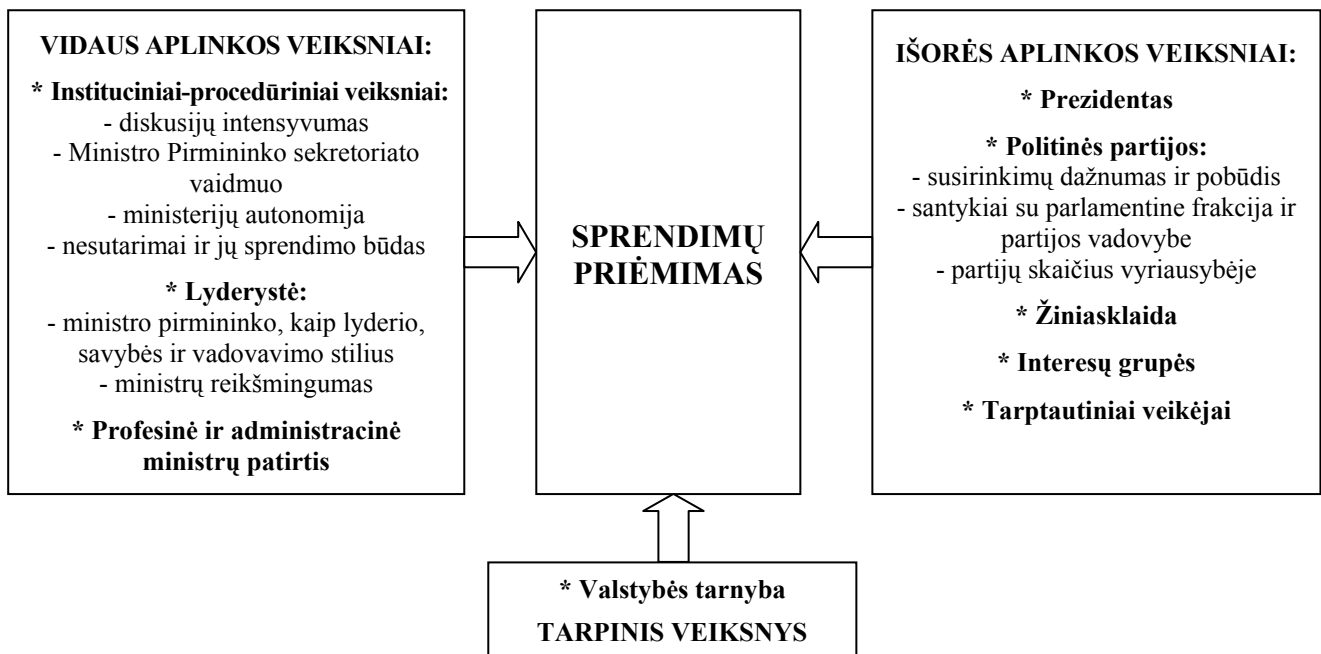 VIDAUS APLINKOS VEIKSNIAI:
* Instituciniai-procedūriniai veiksniai:
- diskusijų intensyvumas
- Ministro Pirmininko sekretoriato
vaidmuo
- ministerijų autonomija
- nesutarimai ir jų sprendimo būdas
* Lyderystė:
- ministro pirmininko, kaip lyderio,
savybės ir vadovavimo stilius
- ministrų reikšmingumas
* Profesinė ir administracinė
ministrų patirtis
SPRENDIMŲ
PRIĖMIMAS
IŠORĖS APLINKOS VEIKSNIAI:
* Prezidentas
* Politinės partijos:
- susirinkimų dažnumas ir pobūdis
- santykiai su parlamentine frakcija ir
partijos vadovybe
- partijų skaičius vyriausybėje
* Žiniasklaida
* Interesų grupės
* Tarptautiniai veikėjai
* Valstybės tarnyba
TARPINIS VEIKSNYS